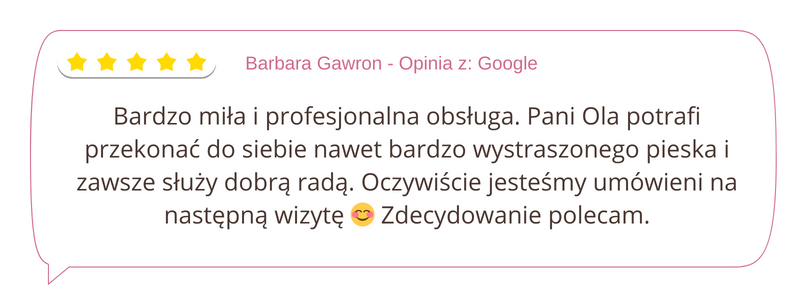 Barbara Gawron - Opinia z: Google
Bardzo miła i profesjonalna obsługa. Pani Ola potrafi
przekonać do siebie nawet bardzo wystraszonego pieska i
zawsze służy dobrą radą. Oczywiście jesteśmy umówieni na
następną wizytę 😊 Zdecydowanie polecam.